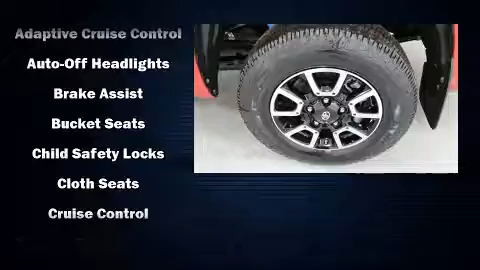 Adaptive Cruise Control
Auto-Off Headlights
Brake Assist
Bucket Seats
Child Safety Locks
Cloth Seats
Cruise Control